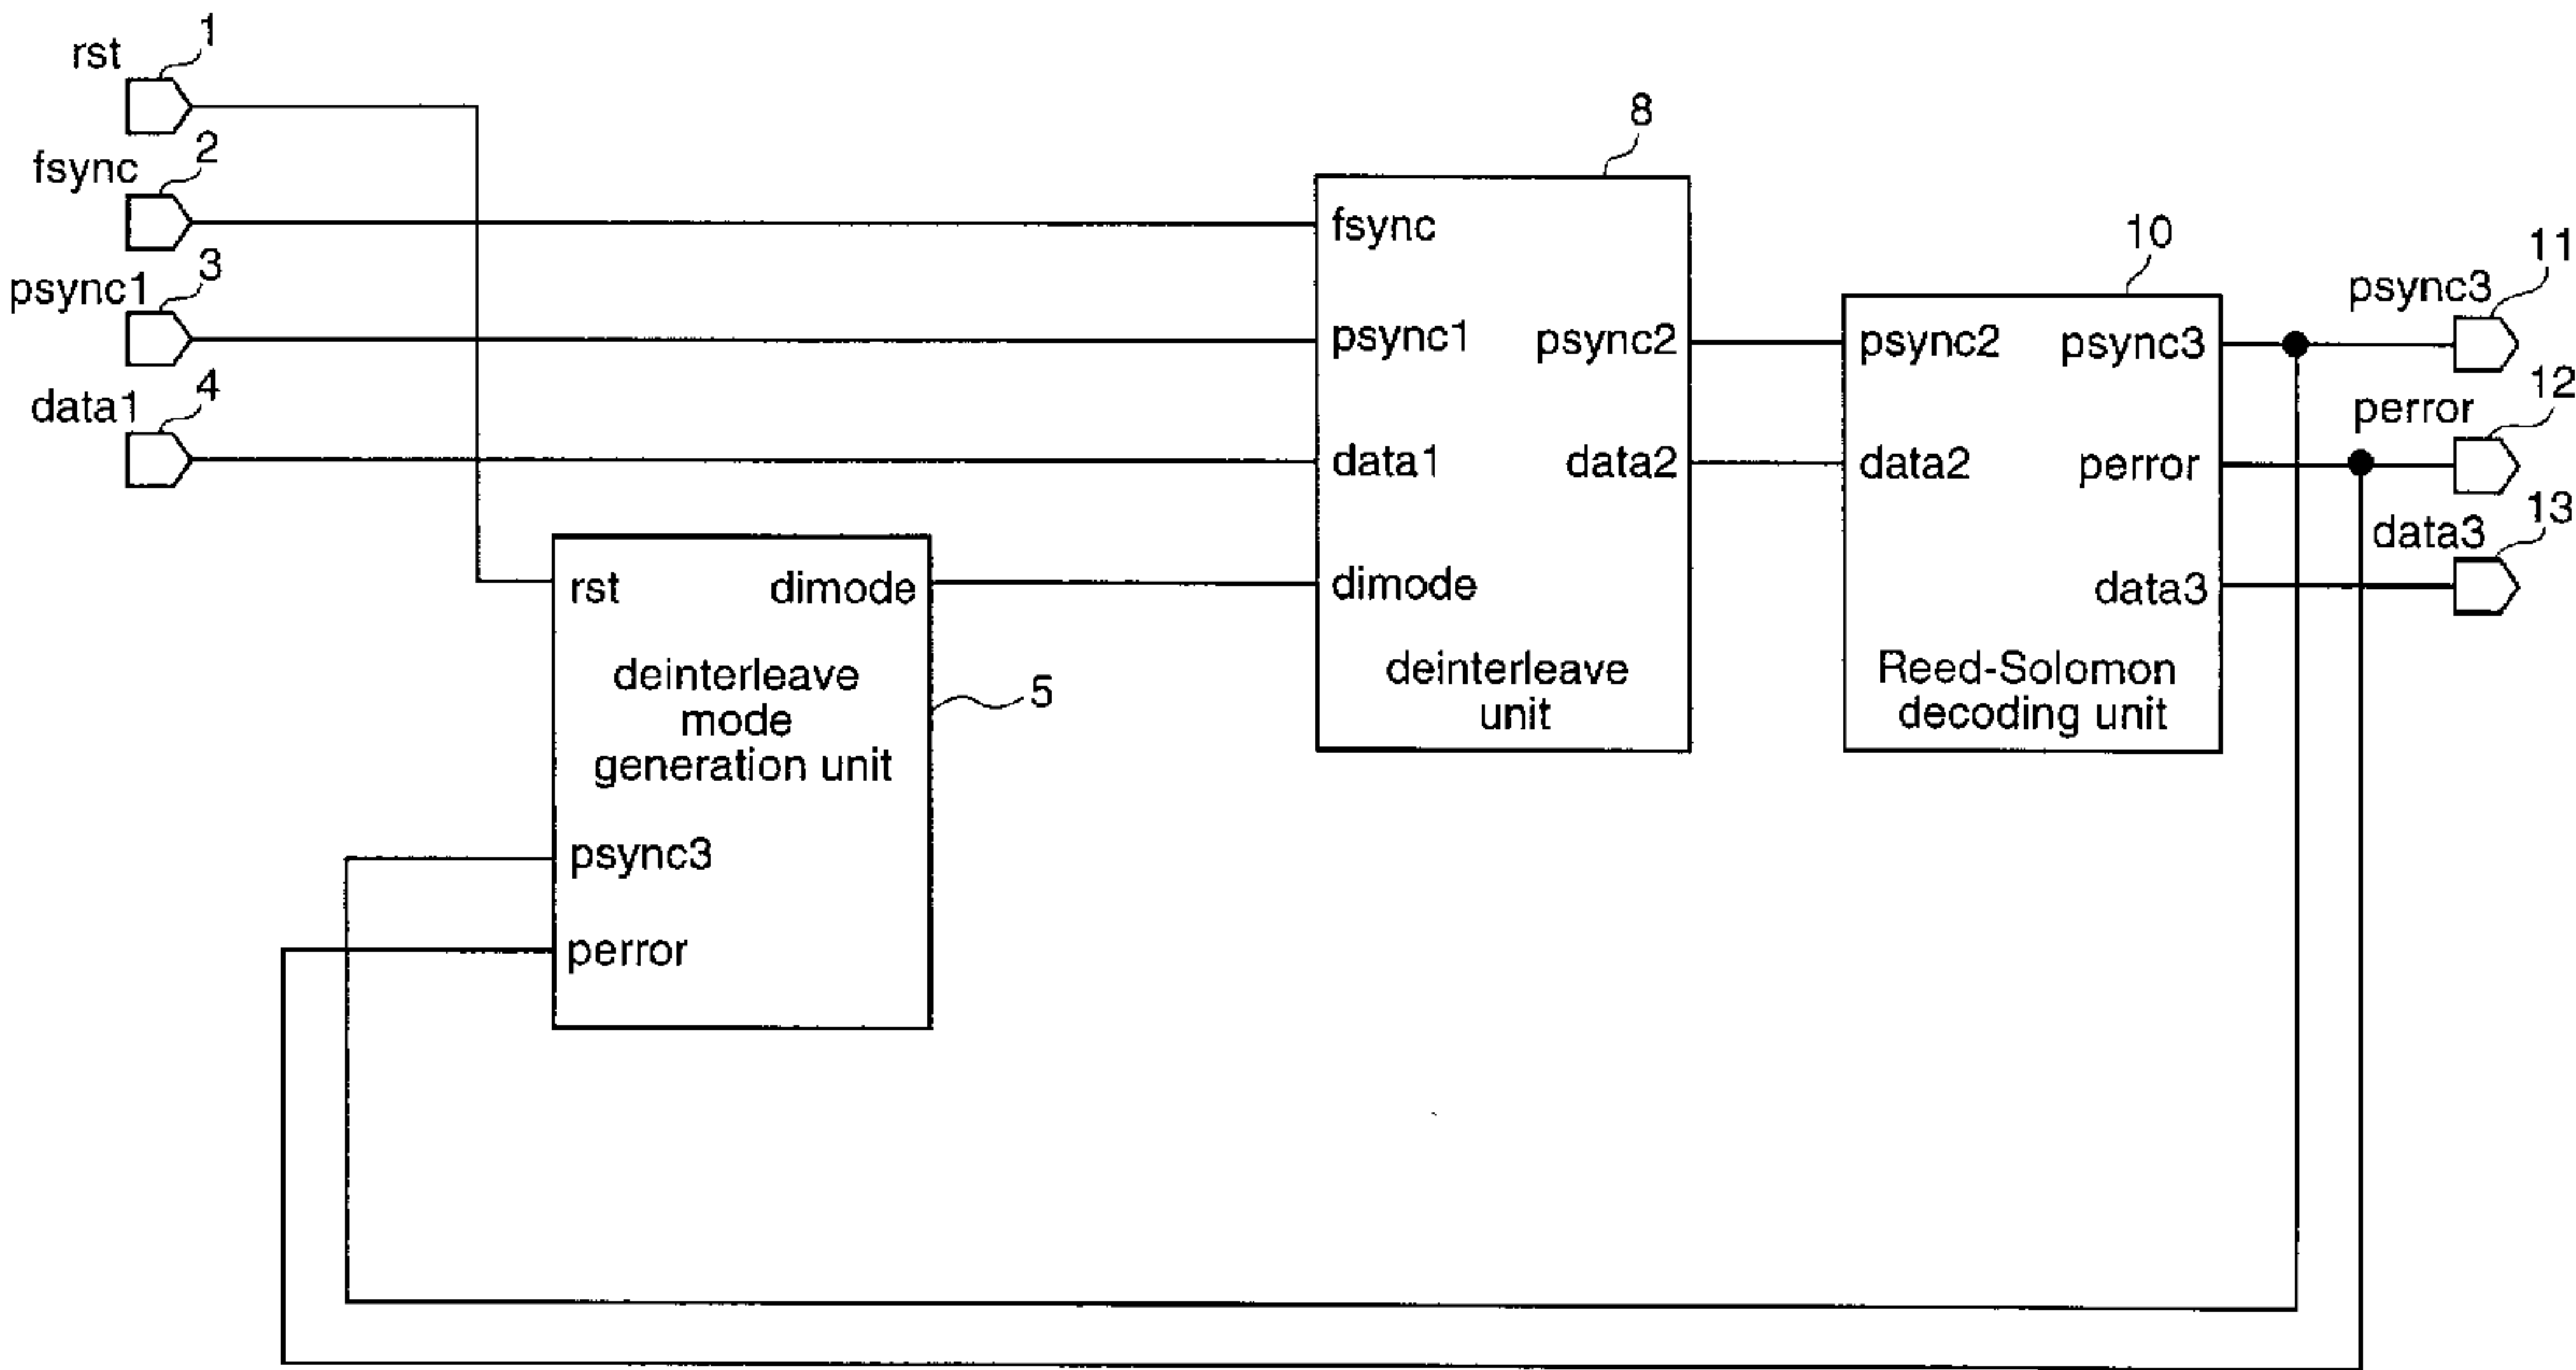 rst
1
fsync
2
psync1
3
data1
4
8
fsync
psync1
psync2
data1
data2
dimode
deinterleave
unit
10
psync2
psync3
data2
perror
data3
Reed-Solomon
decoding unit
psync3
11
perror
12
data3
13
rst
dimode
deinterleave
mode
generation unit
psync3
perror
5